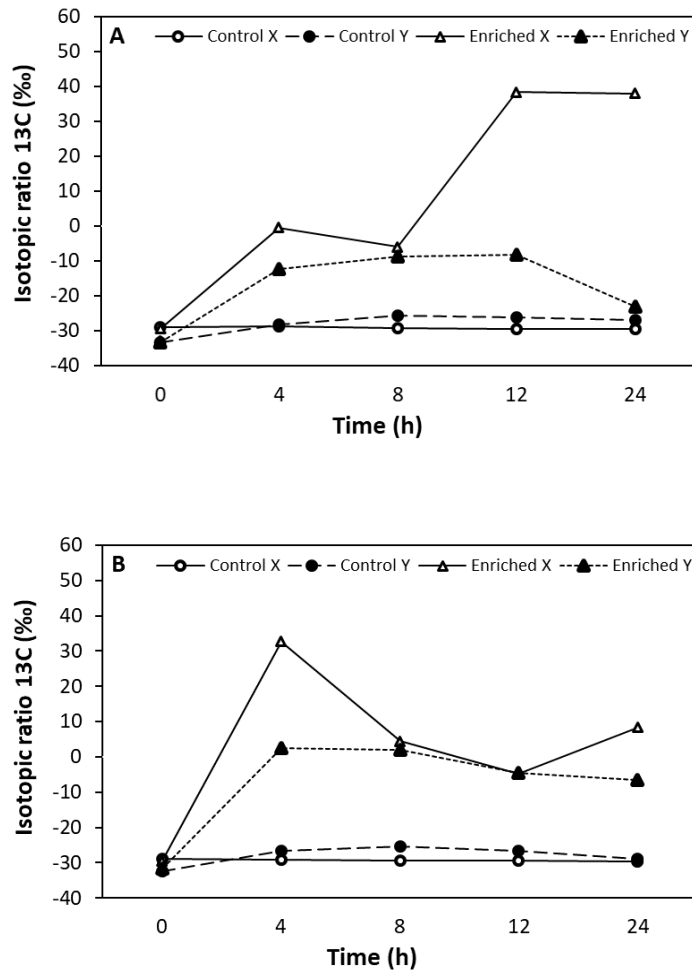 A
Control X Control Y Enriched X Enriched Y
Isotopic ratio 13C (‰)
60
50
40
30
20
10
0
-10
-20
-30
-40
0 4 8 12 24
Time (h)
B
Control X Control Y Enriched X Enriched Y
Isotopic ratio 13C (‰)
60
50
40
30
20
10
0
-10
-20
-30
-40
0 4 8 12 24
Time (h)